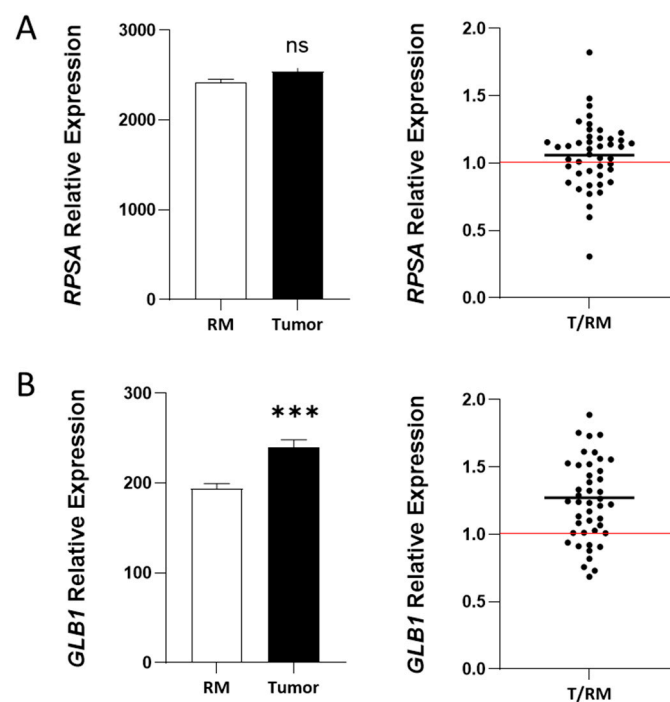 A
RPSA Relative Expression
3000
2000
1000
0
ns
RM
Tumor
RPSA Relative Expression
2.0
1.5
1.0
0.5
0.0
T/RM
B
GLB1 Relative Expression
300
200
100
0
***
RM
Tumor
GLB1 Relative Expression
2.0
1.5
1.0
0.5
0.0
T/RM